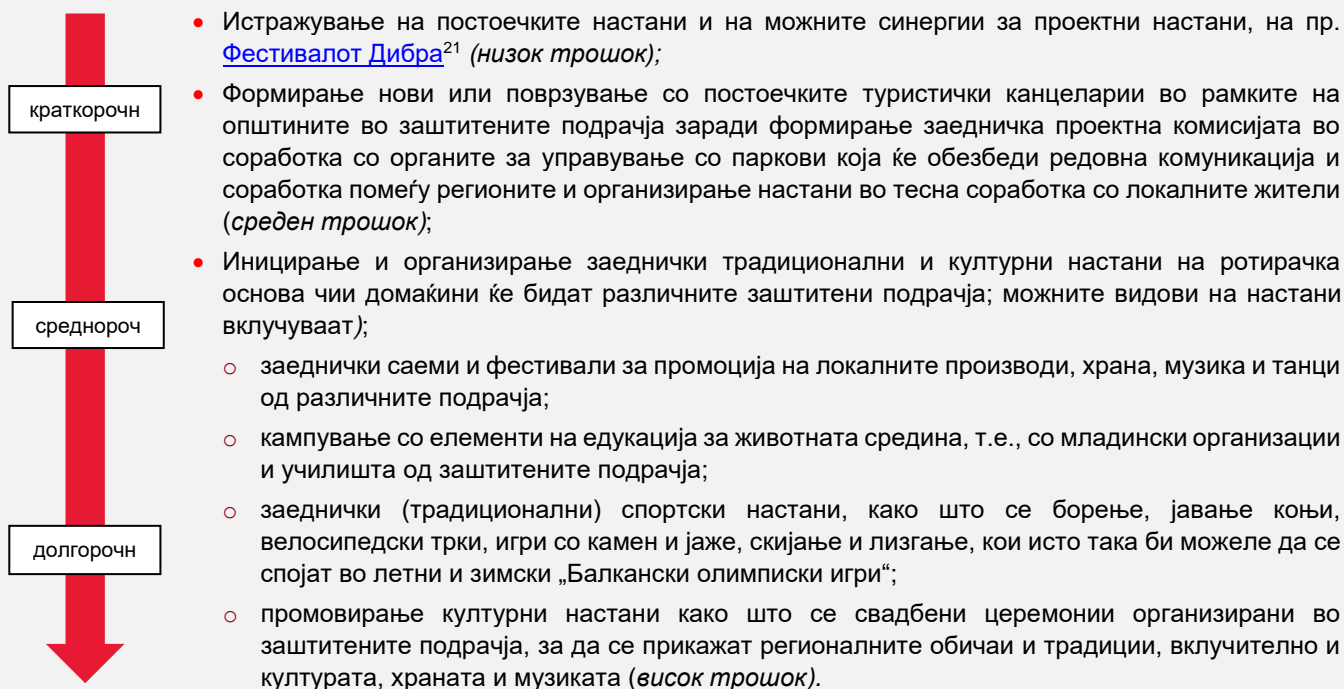 • Истражување на постоечките настани и на можните синергии за проектни настани, на пр.
Фестивалот Дибра21 (низок трошок);
краткорочн
• Формирање нови или поврзување со постоечките туристички канцеларии во рамките на
општините во заштитените подрачја заради формирање заедничка проектна комисијата во
соработка со органите за управување со паркови која ќе обезбеди редовна комуникација и
соработка помеѓу регионите и организирање настани во тесна соработка со локалните жители
(среден трошок);
• Иницирање и организирање заеднички традиционални и културни настани на ротирачка
основа чии домаќини ќе бидат различните заштитени подрачја; можните видови на настани
вклучуваат);
среднороч
o заеднички саеми и фестивали за промоција на локалните производи, храна, музика и танци
од различните подрачја;
o кампување со елементи на едукација за животната средина, т.е., со младински организации
и училишта од заштитените подрачја;
o заеднички (традиционални) спортски настани, како што се борење, јавање коњи,
велосипедски трки, игри со камен и јаже, скијање и лизгање, кои исто така би можеле да се
спојат во летни и зимски „Балкански олимписки игри“;
долгорочн
o промовирање културни настани како што се свадбени церемонии организирани во
заштитените подрачја, за да се прикажат регионалните обичаи и традиции, вклучително и
културата, храната и музиката (висок трошок).